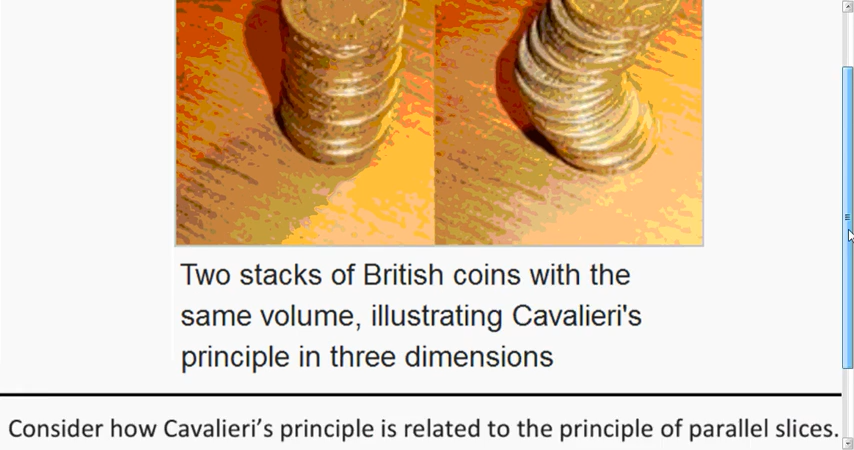 Two stacks of British coins with the
same volume, illustrating Cavalieri's
principle in three dimensions
Consider how Cavalieri’s principle is related to the principle of parallel slices.